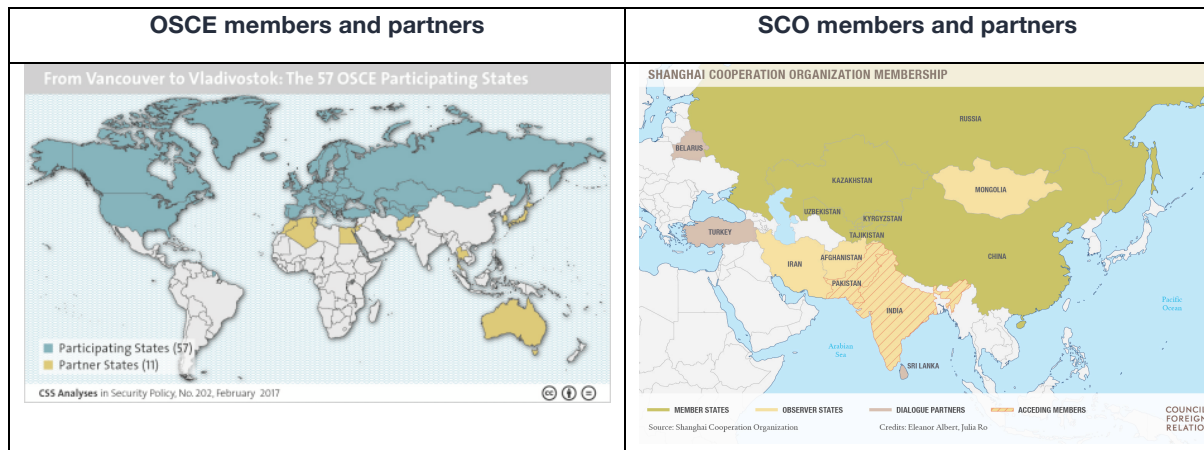 OSCE members and partners
SCO members and partners
From Vancouver to Vladivostok: The 57 OSCE Participating States
Participating States (57)
Partner States (11)
CSS Analyses in Security Policy, No. 202, February 2017
cc
SHANGHAI COOPERATION ORGANIZATION MEMBERSHIP
RUSSIA
BELARUS
KAZAKHSTAN
MONGOLIA
UZBEKISTAN
KYRGYZSTAN
TURKEY
TAJIKISTAN
IRAN
AFGHANISTAN
CHINA
PAKISTAN
INDIA
Pacific
Ocean
Arabian
Sea
SRI LANKA
MEMBER STATES
OBSERVER STATES
DIALOGUE PARTNERS
ACCEDING MEMBERS
Source: Shanghai Cooperation Organization
Credits: Eleanor Albert, Julia Ro
COUNC
FOREIGN
RELATIO